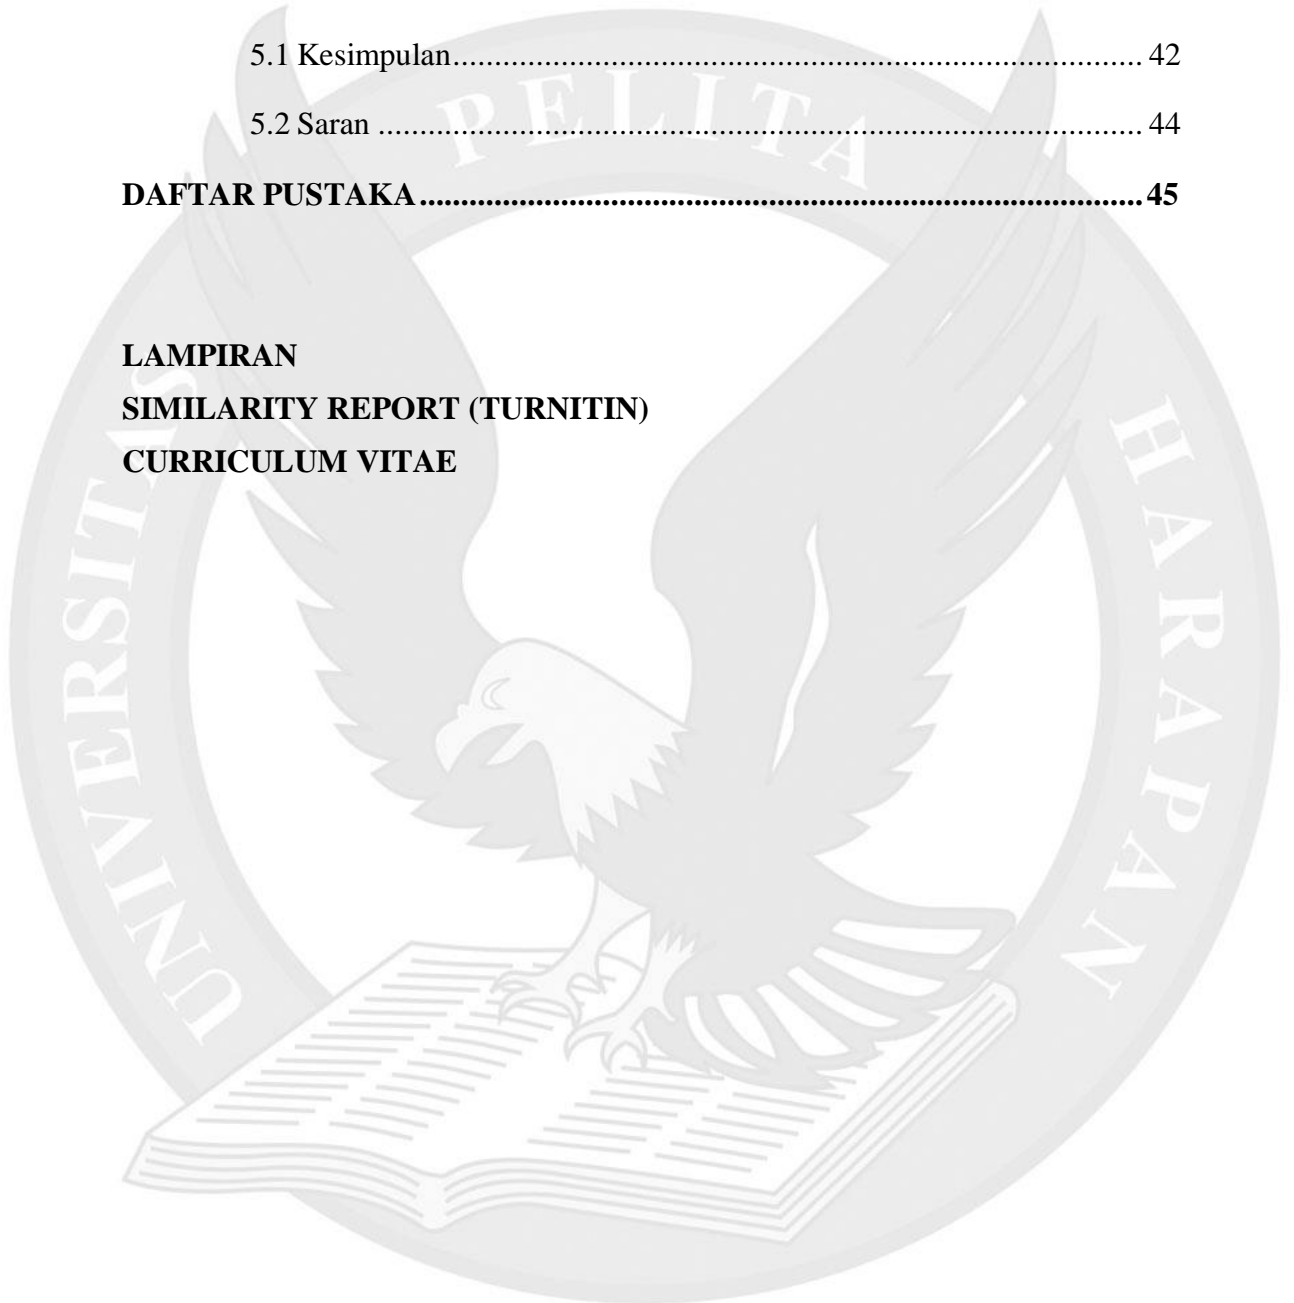 5.1 Kesimpulan.................................................................................... 42
5.2 Saran ............................................................................................. 44
DAFTAR PUSTAKA.........................................................................................45
LAMPIRAN
SIMILARITY REPORT (TURNITIN)
CURRICULUM VITAE
UNIVERSITAS PELITA HARAPAN